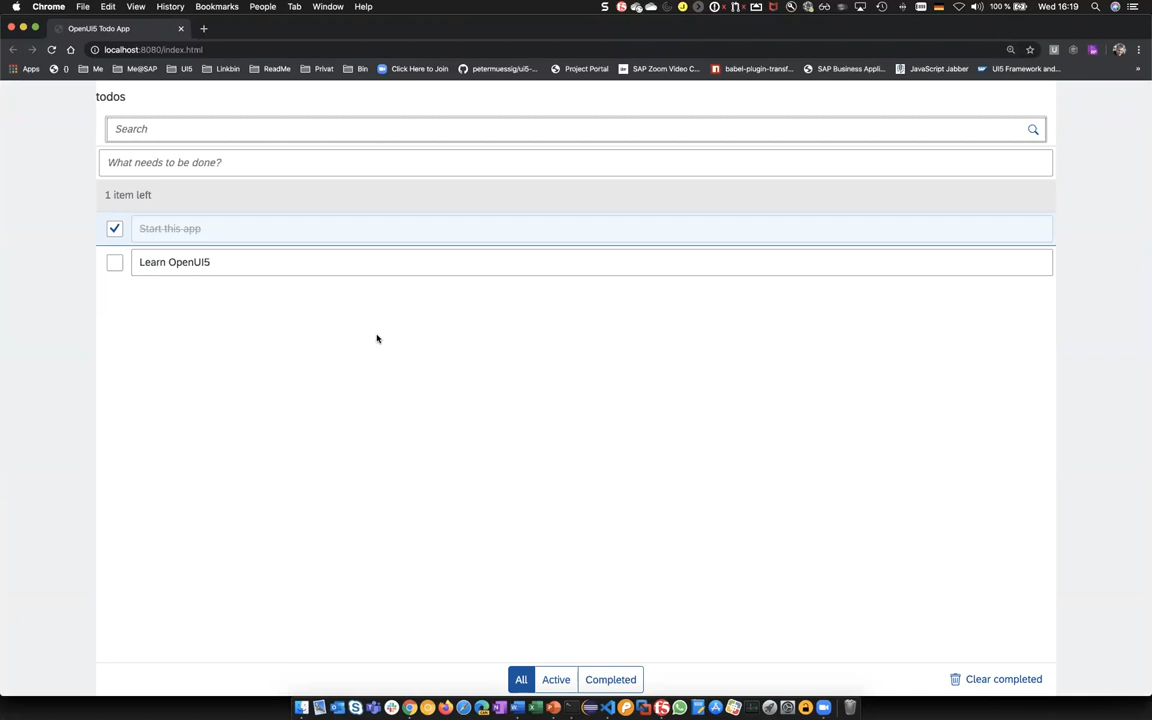 Chrome File Edit View History Bookmarks People Tab Window Help 100 % Wed 16:19
OpenUI5 Todo App
localhost:8080/index.html
Apps {} Me Me@SAP UI5 Linkbin ReadMe Privat Bin Click Here to Join petermuessig/ui5-... Project Portal SAP Zoom Video C... babel-plugin-transf... SAP Business Appli... JavaScript Jabber UI5 Framework and... »
todos
Search
What needs to be done?
1 item left
Start this app
Learn OpenUI5
All Active Completed Clear completed